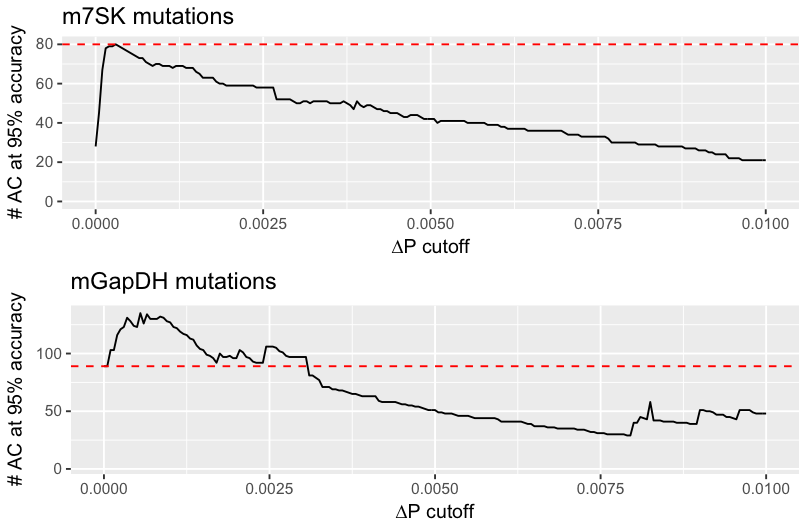 m7SK mutations
# AC at 95% accuracy
80
60
40
20
0
0.0000 0.0025 0.0050 0.0075 0.0100
ΔP cutoff
mGapDH mutations
# AC at 95% accuracy
100
50
0
0.0000 0.0025 0.0050 0.0075 0.0100
ΔP cutoff